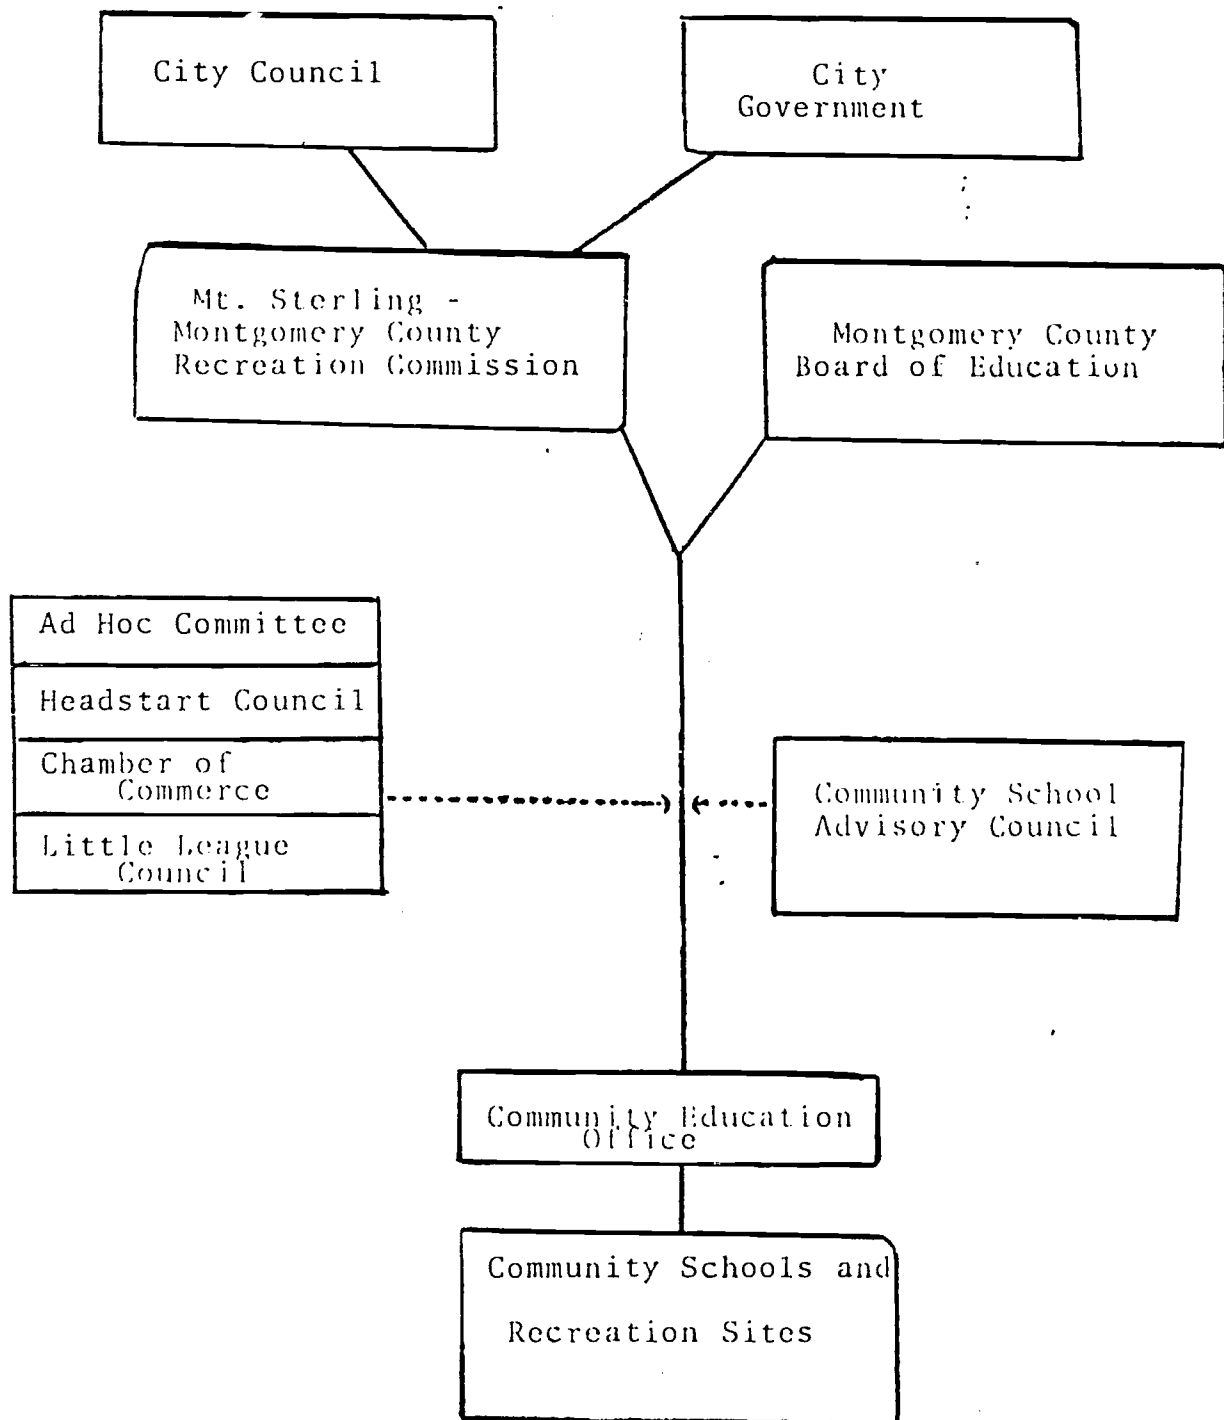 City Council
City
Government
Mt. Sterling -
Montgomery County
Recreation Commission
Montgomery County
Board of Education
Ad Hoc Committee
Headstart Council
Chamber of
Commerce
Little League
Council
Community School
Advisory Council
Community Education
Office
Community Schools and
Recreation Sites